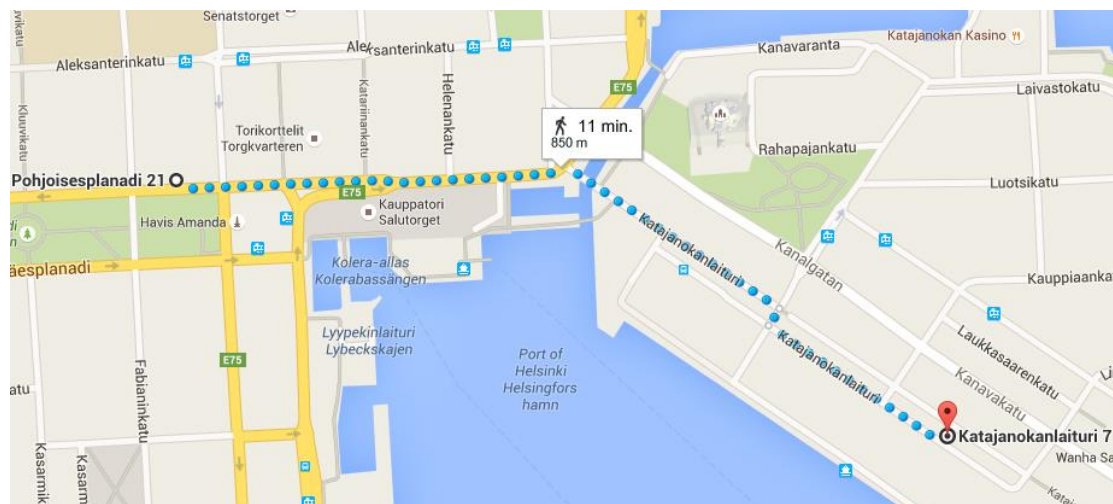 Senatstorget
Aleksanterinkatu
Aleksanterinkatu
Kluuvikatu
Katariinankatu
Helenankatu
Torikorttelit
Torgkvarteren
E75
11 min.
850 m
Kanavaranta
Katajanokan Kasino
Laivastokatu
Rahapajankatu
Luotsikatu
Pohjoisesplanadi 21
E75
Havis Amanda
Kauppatori
Salutorget
Katajanokanlaituri
Kanalgatan
Kauppiaankatu
äesplanadi
Kolera-allas
Kolerabassängen
Lyypekinlaituri
Lybeckskajen
E75
Port of
Helsinki
Helsingfors
hamn
Katajanokanlaituri
Laukkasaarenkatu
Kanavakatu
Fabianinkatu
Kasarmik
atu
Katajanokanlaituri 7
Wanha Sa